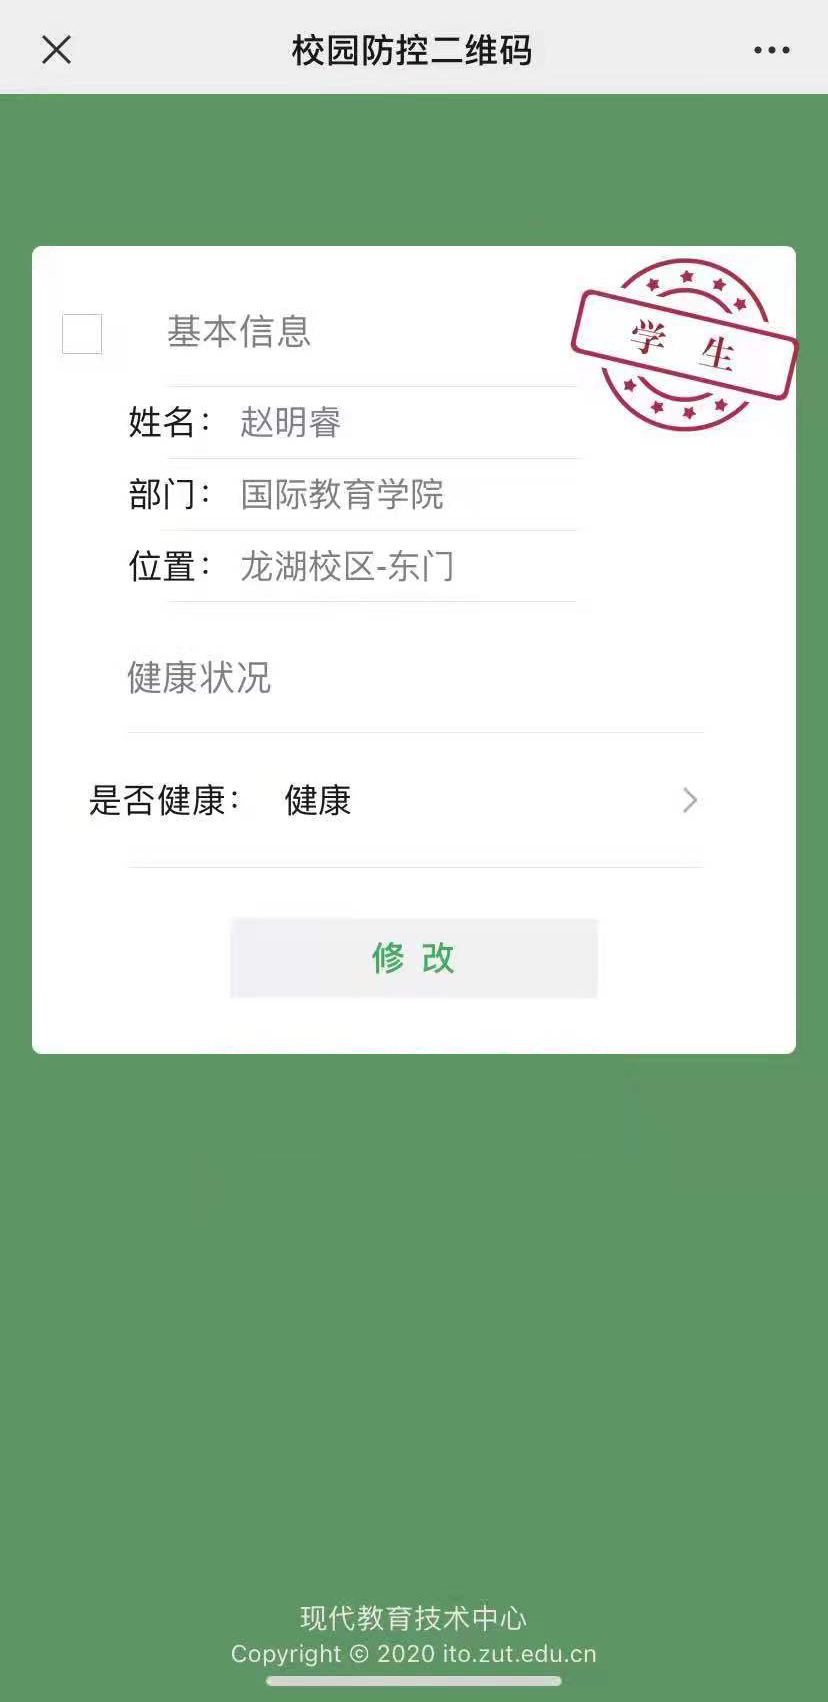 校园防控二维码
基本信息
学 生
姓名： 赵明睿
部门： 国际教育学院
位置： 龙湖校区-东门
健康状况
是否健康： 健康
修 改
现代教育技术中心
Copyright © 2020 ito.zut.edu.cn